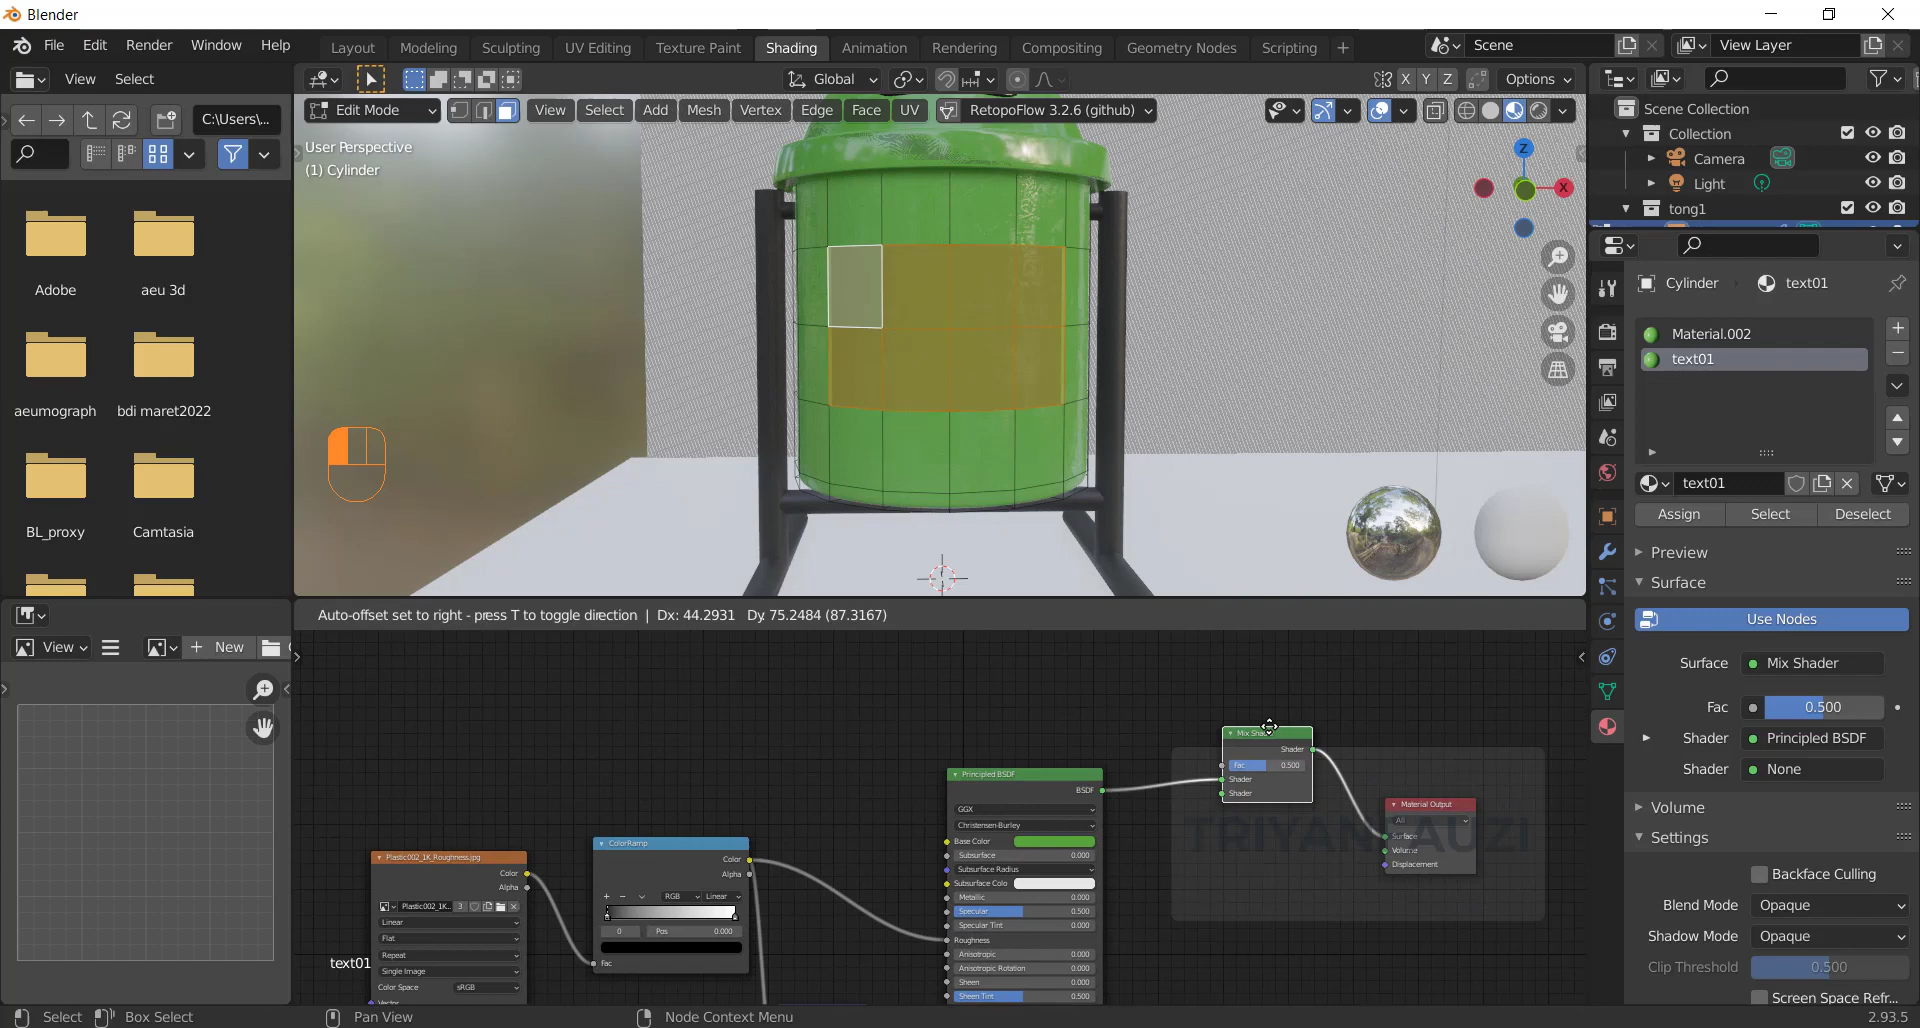 Blender
File Edit Render Window Help
Layout Modeling Sculpting UV Editing Texture Paint Shading Animation Rendering Compositing Geometry Nodes Scripting +
Scene
View Layer
View Select
Global
X Y Z
Options
C:\Users\...
Edit Mode
View Select Add Mesh Vertex Edge Face UV
RetopoFlow 3.2.6 (github)
User Perspective
(1) Cylinder
Z
X
Scene Collection
Collection
Camera
Light
tong1
Adobe
aeu 3d
aeumograph
bdi maret2022
BL_proxy
Camtasia
Cylinder
text01
Material.002
text01
text01
Assign Select Deselect
Preview
Surface
Use Nodes
Surface Mix Shader
Fac 0.500
Shader Principled BSDF
Shader None
Volume
Settings
Backface Culling
Blend Mode Opaque
Shadow Mode Opaque
Clip Threshold 0.500
Screen Space Refr...
Auto-offset set to right - press T to toggle direction | Dx: 44.2931 Dy: 75.2484 (87.3167)
View
+ New
Plastic002_1K_Roughness.jpg
Color
Alpha
Plastic002_1K... 3
Linear
Flat
Repeat
Single Image
Color Space sRGB
Vector
text01
ColorRamp
Color
Alpha
+ −
RGB Linear
0 Pos 0.000
Fac
Principled BSDF
BSDF
GGX
Christensen-Burley
Base Color
Subsurface 0.000
Subsurface Radius
Subsurface Colo
Metallic 0.000
Specular 0.500
Specular Tint 0.000
Roughness
Anisotropic 0.000
Anisotropic Rotation 0.000
Sheen 0.000
Sheen Tint 0.500
Mix Shader
Shader
Fac 0.500
Shader
Shader
Material Output
All
Surface
Volume
Displacement
Select
Box Select
Pan View
Node Context Menu
2.93.5